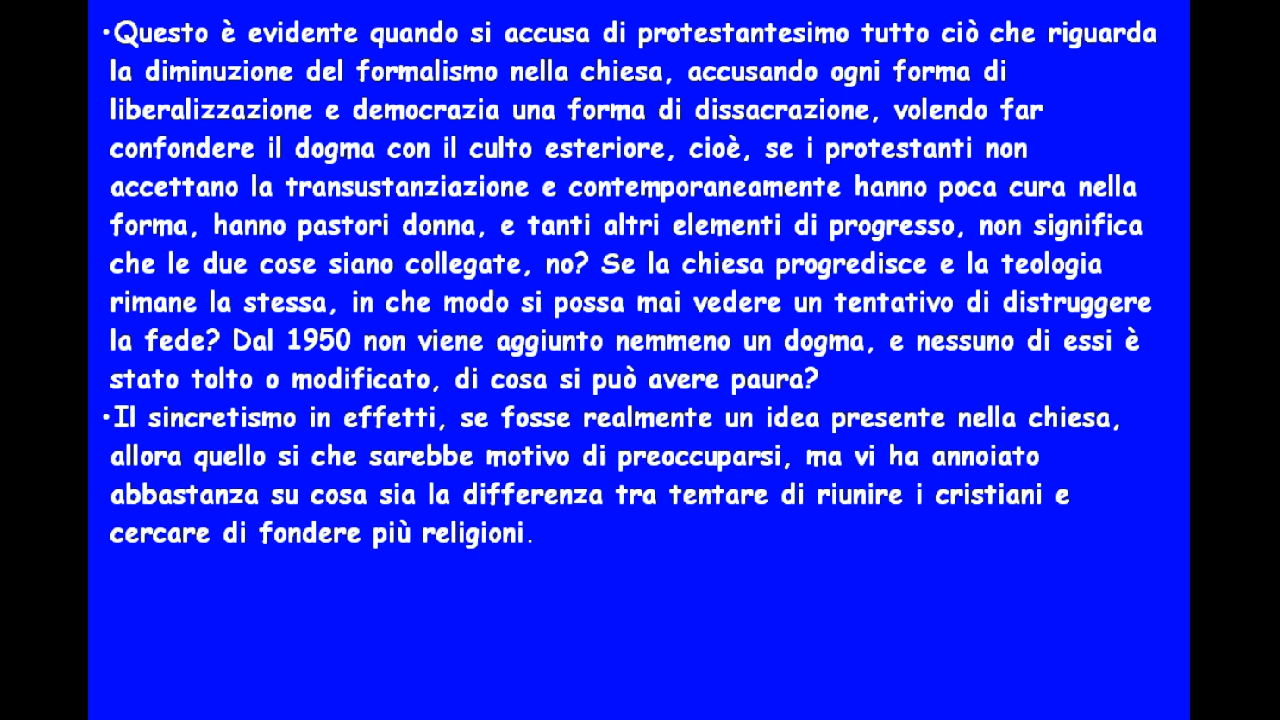 •Questo è evidente quando si accusa di protestantesimo tutto ciò che riguarda
la diminuzione del formalismo nella chiesa, accusando ogni forma di
liberalizzazione e democrazia una forma di dissacrazione, volendo far
confondere il dogma con il culto esteriore, cioè, se i protestanti non
accettano la transustanziazione e contemporaneamente hanno poca cura nella
forma, hanno pastori donna, e tanti altri elementi di progresso, non significa
che le due cose siano collegate, no? Se la chiesa progredisce e la teologia
rimane la stessa, in che modo si possa mai vedere un tentativo di distruggere
la fede? Dal 1950 non viene aggiunto nemmeno un dogma, e nessuno di essi è
stato tolto o modificato, di cosa si può avere paura?
•Il sincretismo in effetti, se fosse realmente un idea presente nella chiesa,
allora quello si che sarebbe motivo di preoccuparsi, ma vi ha annoiato
abbastanza su cosa sia la differenza tra tentare di riunire i cristiani e
cercare di fondere più religioni.